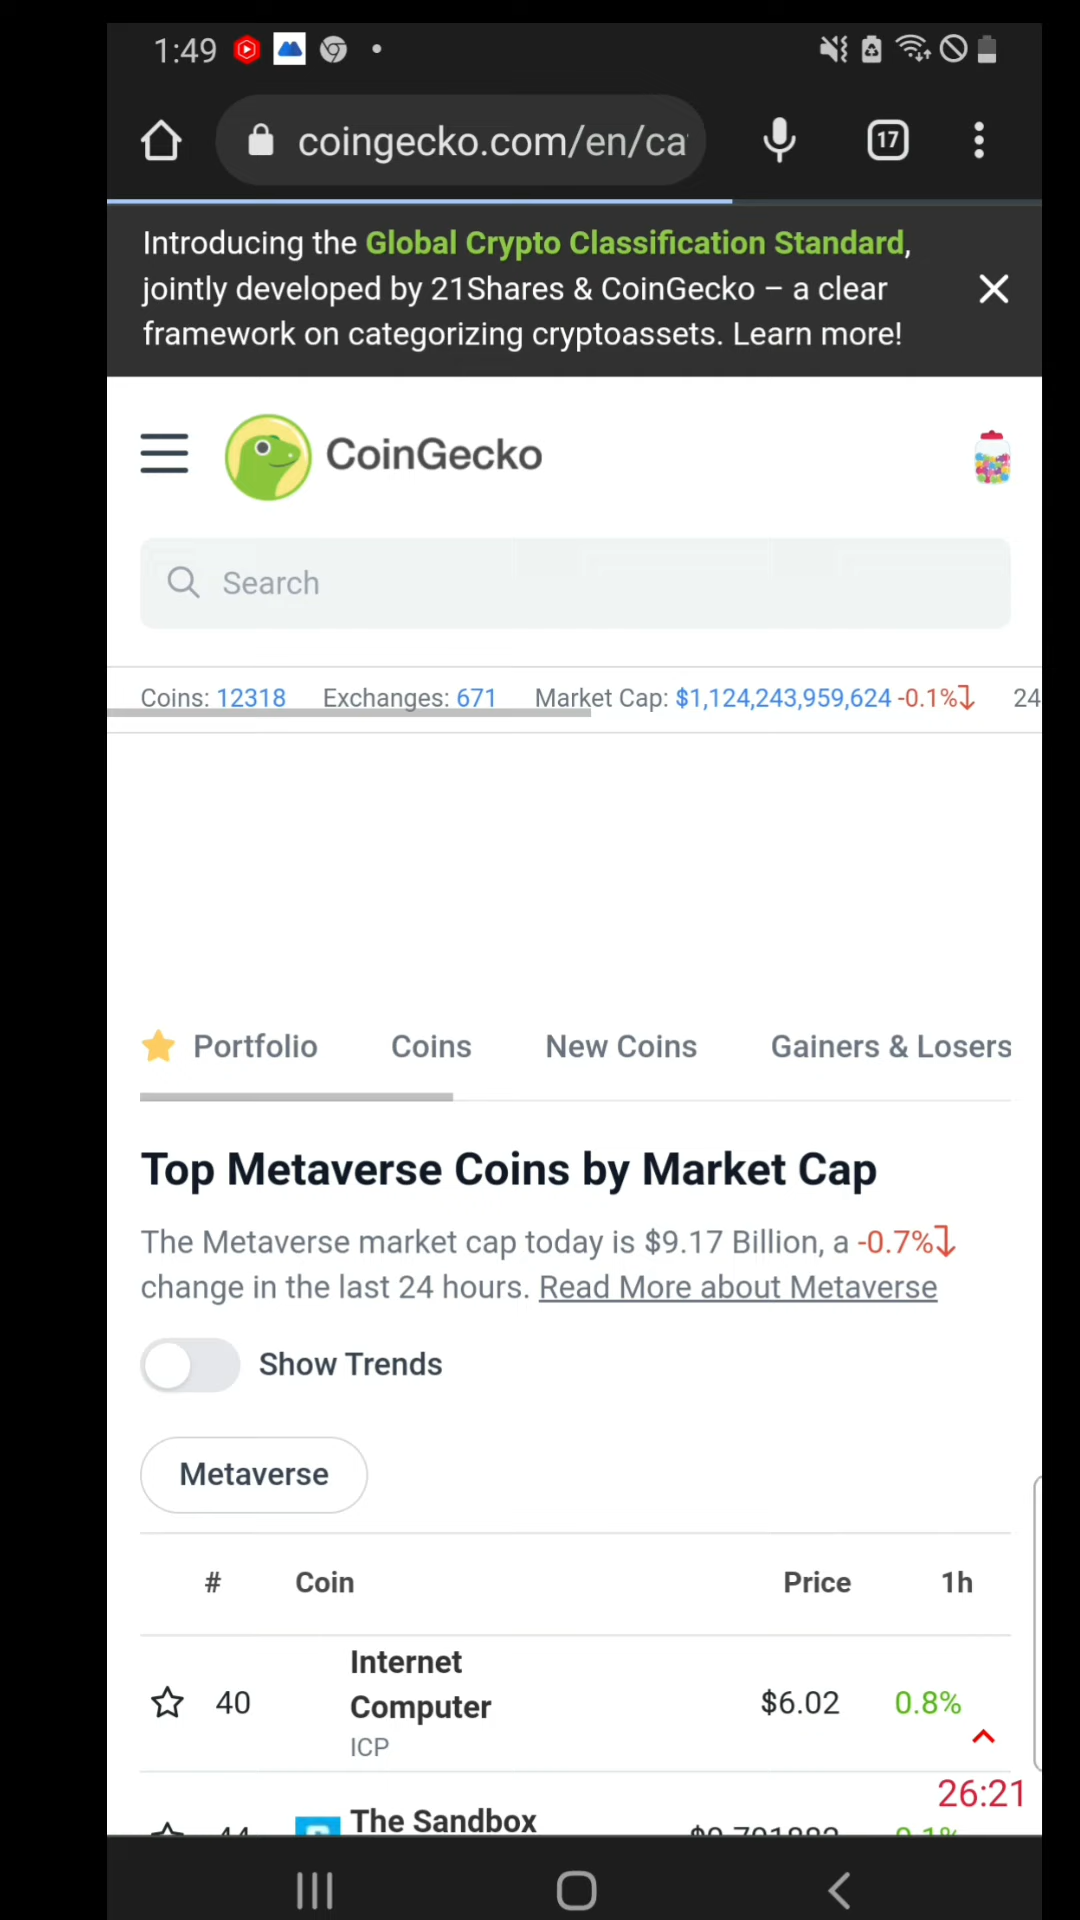 1:49
coingecko.com/en/ca
17
Introducing the Global Crypto Classification Standard,
jointly developed by 21Shares & CoinGecko – a clear
framework on categorizing cryptoassets. Learn more!
CoinGecko
Search
Coins: 12318 Exchanges: 671 Market Cap: $1,124,243,959,624 -0.1% 24
Portfolio Coins New Coins Gainers & Losers
Top Metaverse Coins by Market Cap
The Metaverse market cap today is $9.17 Billion, a -0.7%
change in the last 24 hours. Read More about Metaverse
Show Trends
Metaverse
# Coin Price 1h
Internet
Computer
40 $6.02 0.8%
ICP
26:21
The Sandbox